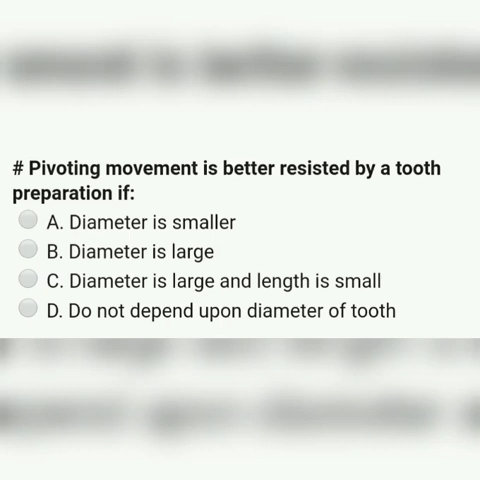 # Pivoting movement is better resisted by a tooth
preparation if:
A. Diameter is smaller
B. Diameter is large
C. Diameter is large and length is small
D. Do not depend upon diameter of tooth